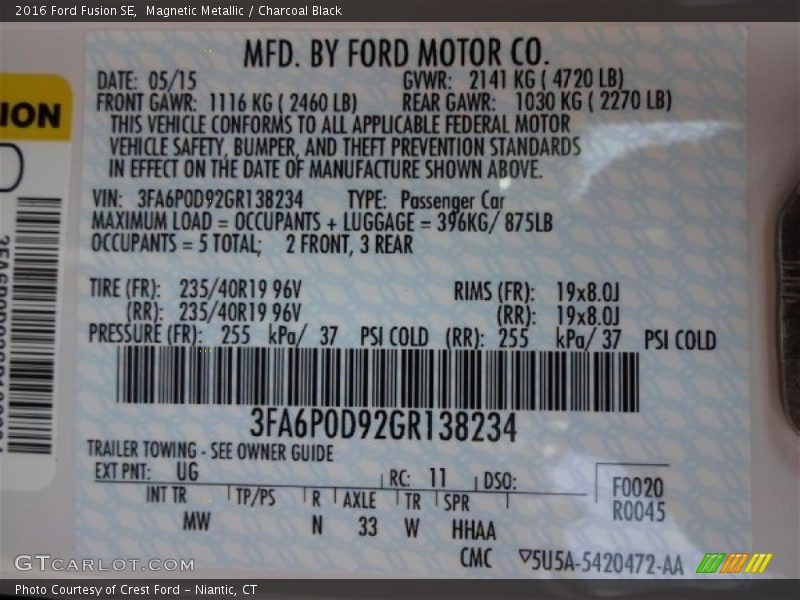 2016 Ford Fusion SE,  Magnetic Metallic / Charcoal Black
MFD. BY FORD MOTOR CO.
DATE: 05/15 GVWR: 2141 KG ( 4720 LB)
FRONT GAWR: 1116 KG ( 2460 LB) REAR GAWR: 1030 KG ( 2270 LB)
THIS VEHICLE CONFORMS TO ALL APPLICABLE FEDERAL MOTOR
VEHICLE SAFETY, BUMPER, AND THEFT PREVENTION STANDARDS
IN EFFECT ON THE DATE OF MANUFACTURE SHOWN ABOVE.
ION
VIN: 3FA6P0D92GR138234 TYPE: Passenger Car
MAXIMUM LOAD = OCCUPANTS + LUGGAGE = 396KG/ 875LB
OCCUPANTS = 5 TOTAL; 2 FRONT, 3 REAR
TIRE (FR): 235/40R19 96V RIMS (FR): 19x8.0J
(RR): 235/40R19 96V (RR): 19x8.0J
PRESSURE (FR): 255 kPa/ 37 PSI COLD (RR): 255 kPa/ 37 PSI COLD
3FA6P0D92GR138234
TRAILER TOWING - SEE OWNER GUIDE
EXT PNT: UG RC: 11 DSO:
INT TR TP/PS R AXLE TR SPR
F0020
R0045
MW N 33 W HHAA
CMC ▽5U5A-5420472-AA
GTCARLOT.COM
Photo Courtesy of Crest Ford - Niantic, CT